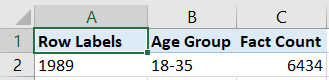 A B C
1 Row Labels Age Group Fact Count
2 1989 18-35 6434